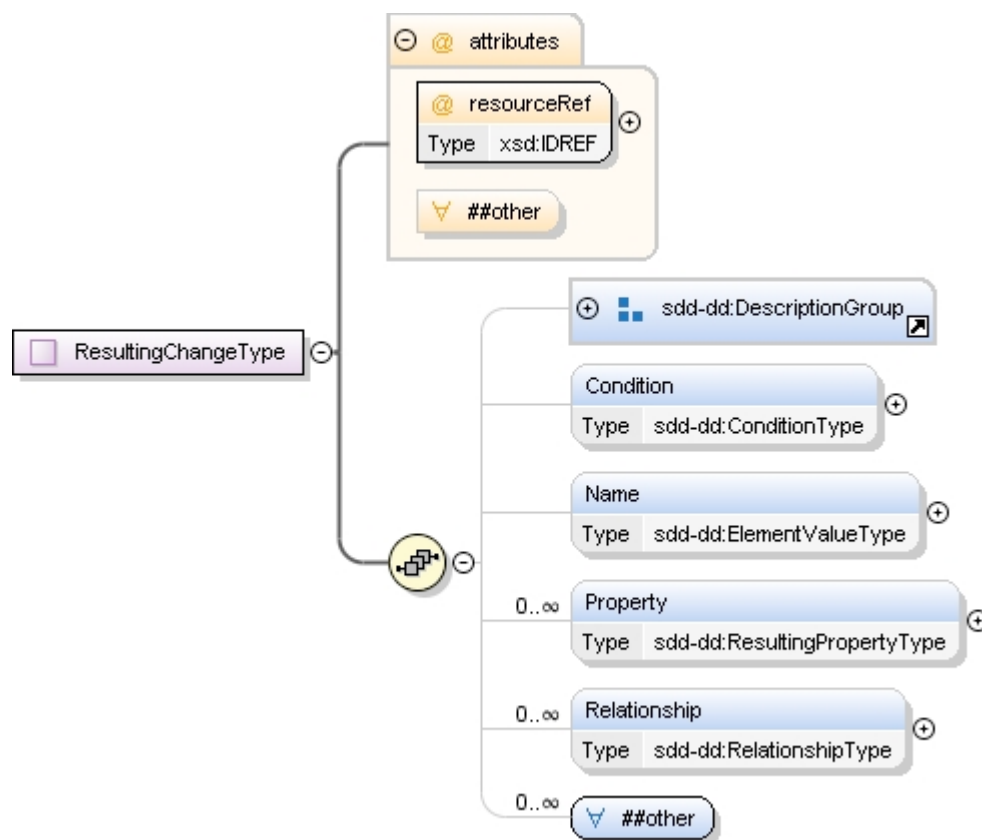 @ attributes
@ resourceRef
Type xsd:IDREF
∀ ##other
sdd-dd:DescriptionGroup
ResultingChangeType
Condition
Type sdd-dd:ConditionType
Name
Type sdd-dd:ElementValueType
0..∞ Property
Type sdd-dd:ResultingPropertyType
0..∞ Relationship
Type sdd-dd:RelationshipType
0..∞ ∀ ##other